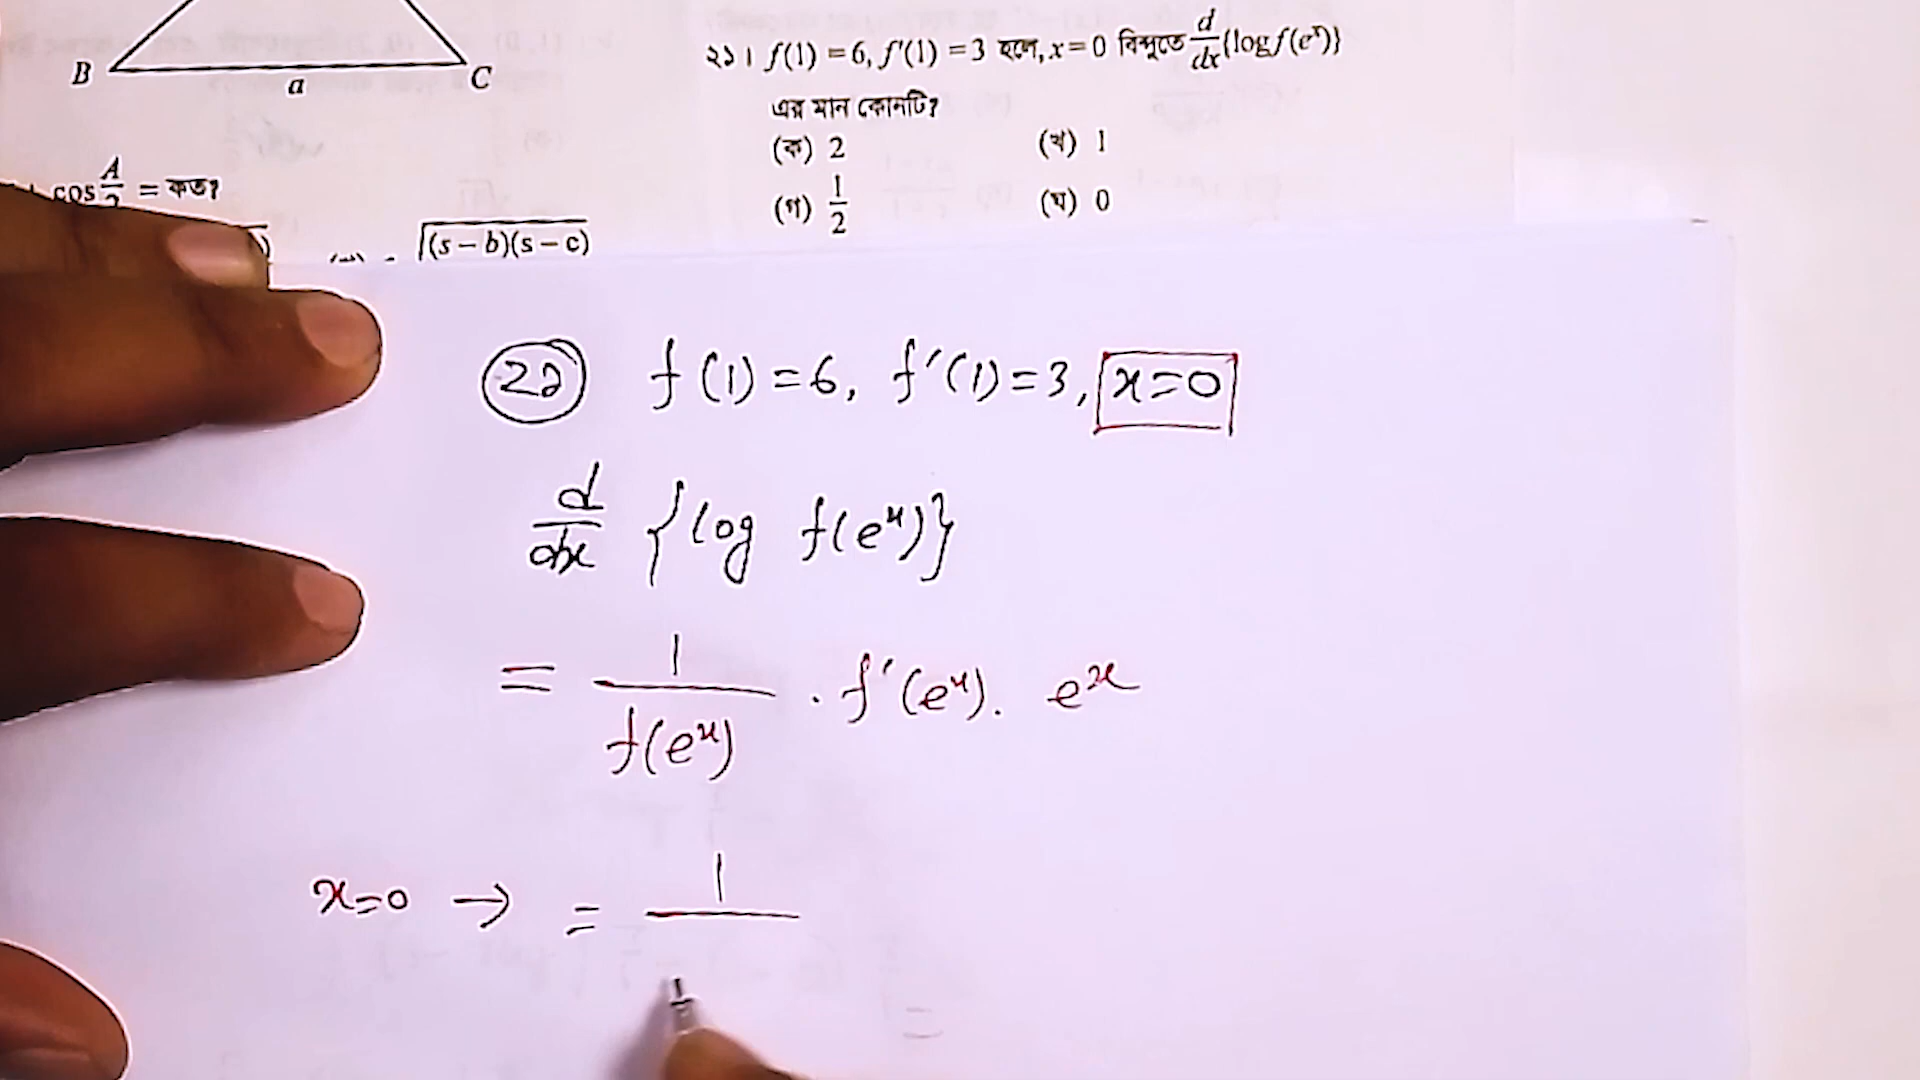 B a C
cos A/2 = কত?
√(s – b)(s – c)
২১। f(1) = 6, f′(1) = 3 হলে, x = 0 বিন্দুতে d/dx {log f(eˣ)}
এর মান কোনটি?
(ক) 2 (খ) 1
(গ) 1/2 (ঘ) 0
২১ f(1) = 6, f′(1) = 3, x = 0
d/dx {log f(eˣ)}
= 1/f(eˣ) . f′(eˣ). eˣ
x=0 → = 1